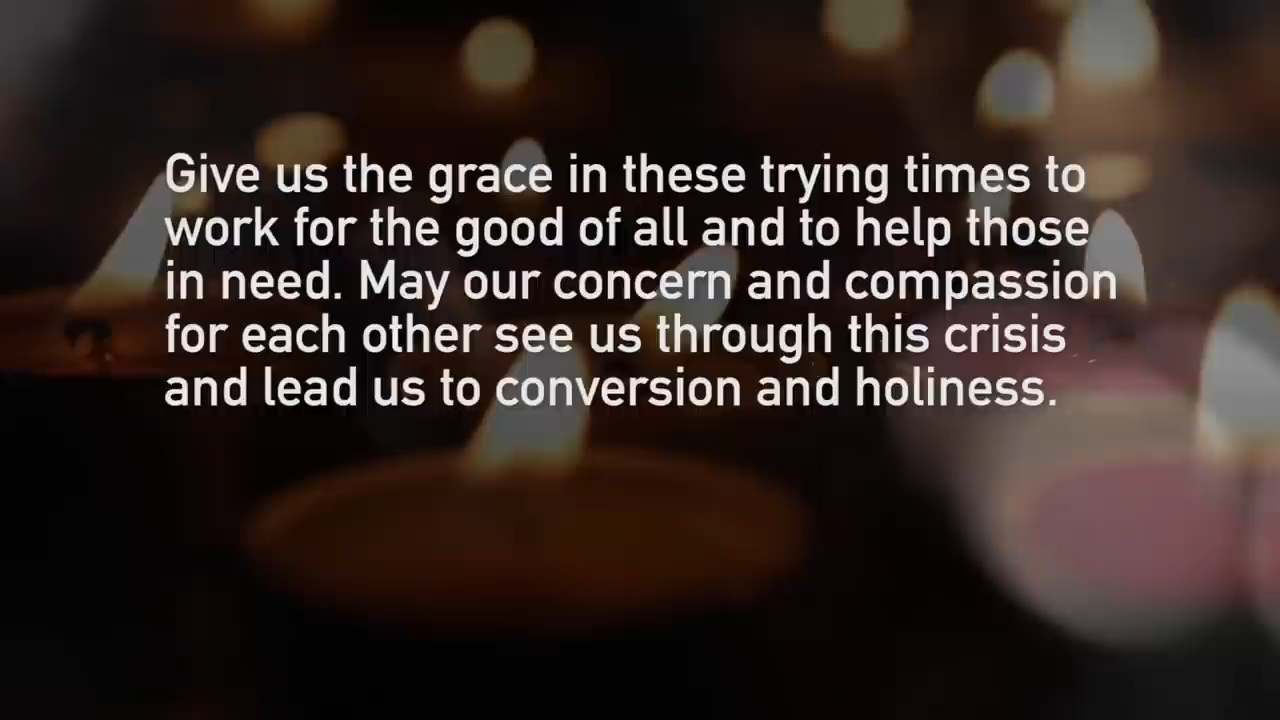 Give us the grace in these trying times to
work for the good of all and to help those
in need. May our concern and compassion
for each other see us through this crisis
and lead us to conversion and holiness.